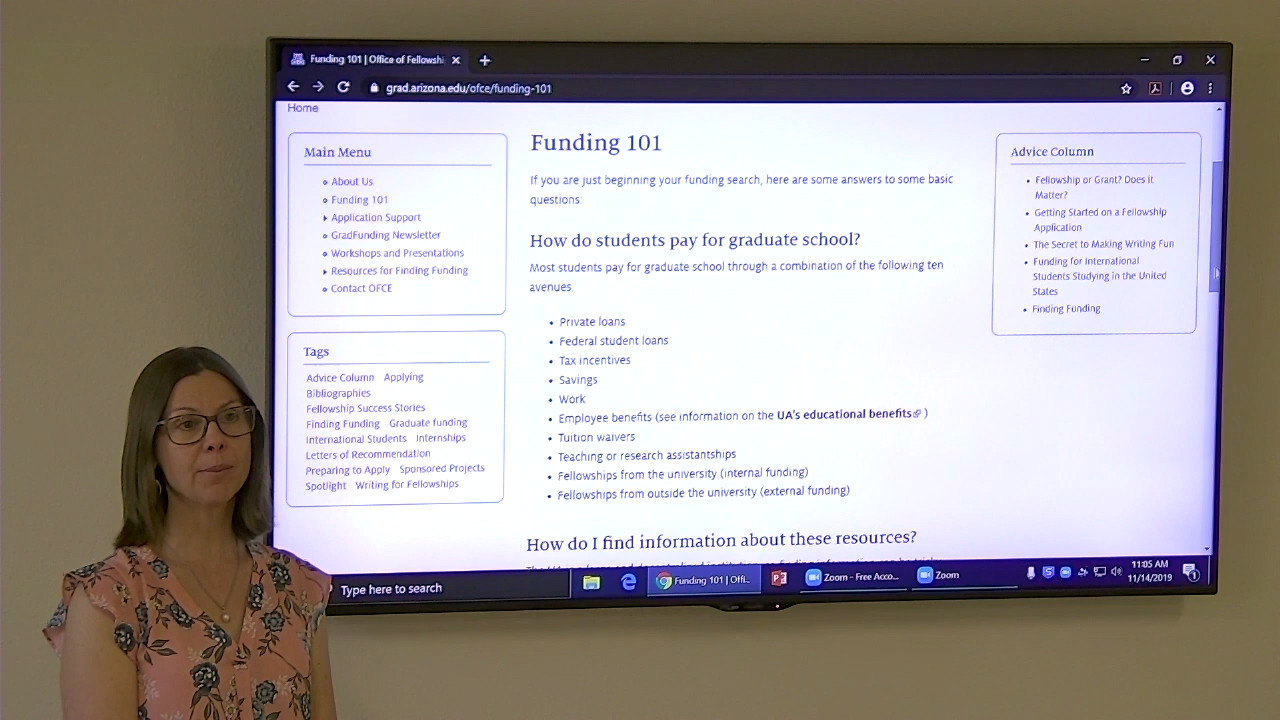 Funding 101 | Office of Fellowshi
grad.arizona.edu/ofce/funding-101
Home
Main Menu
About Us
Funding 101
Application Support
GradFunding Newsletter
Workshops and Presentations
Resources for Finding Funding
Contact OFCE
Tags
Advice Column Applying
Bibliographies
Fellowship Success Stories
Finding Funding Graduate funding
International Students Internships
Letters of Recommendation
Preparing to Apply Sponsored Projects
Spotlight Writing for Fellowships
Funding 101
If you are just beginning your funding search, here are some answers to some basic
questions:
How do students pay for graduate school?
Most students pay for graduate school through a combination of the following ten
avenues.
• Private loans
• Federal student loans
• Tax incentives
• Savings
• Work
• Employee benefits (see information on the UA's educational benefits )
• Tuition waivers
• Teaching or research assistantships
• Fellowships from the university (internal funding)
• Fellowships from outside the university (external funding)
How do I find information about these resources?
Advice Column
• Fellowship or Grant? Does it
Matter?
• Getting Started on a Fellowship
Application
• The Secret to Making Writing Fun
• Funding for International
Students Studying in the United
States
• Finding Funding
Type here to search
Funding 101 | Offi...
Zoom - Free Acco...
Zoom
11:05 AM
11/14/2019
1